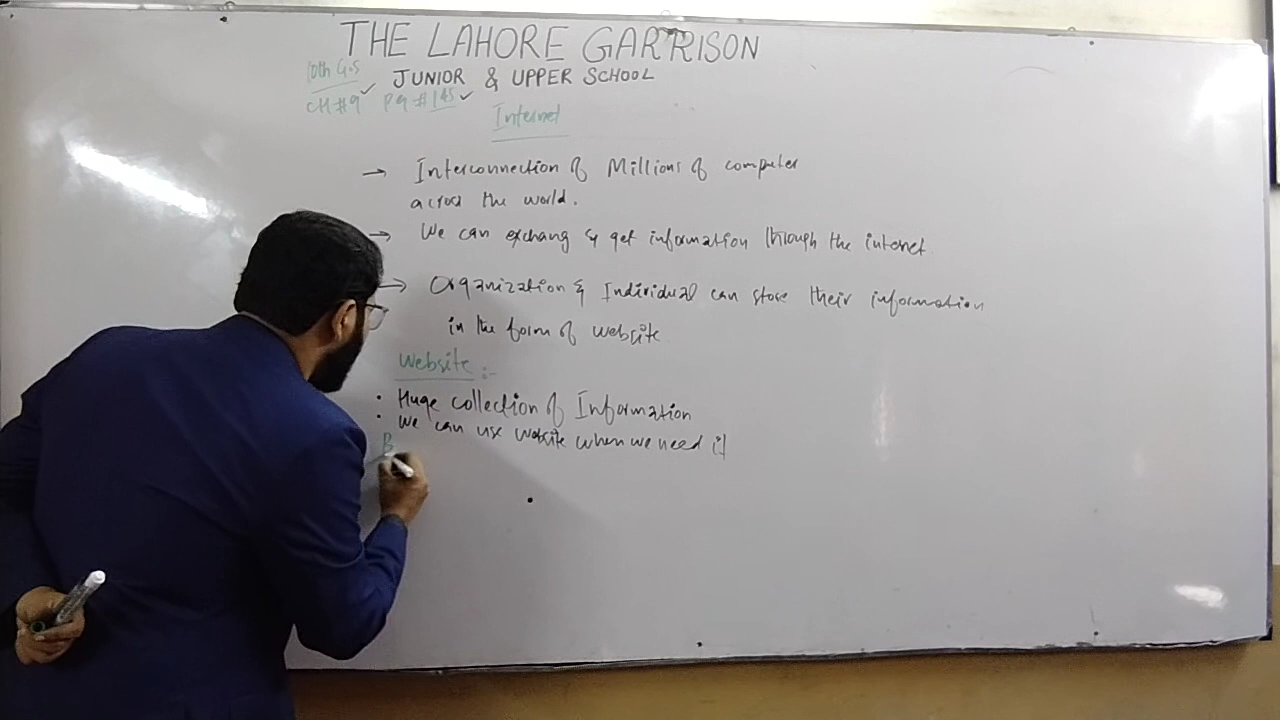 THE LAHORE GARRISON
10th G.S JUNIOR & UPPER SCHOOL
CH #9 Pg #145
Internet
→ Interconnection of Millions of computer
across the world.
→ We can exchang & get information through the internet.
→ Organization & Individual can store their information
in the form of website
Website :-
• Huge collection of Information
• We can use website when we need it
B